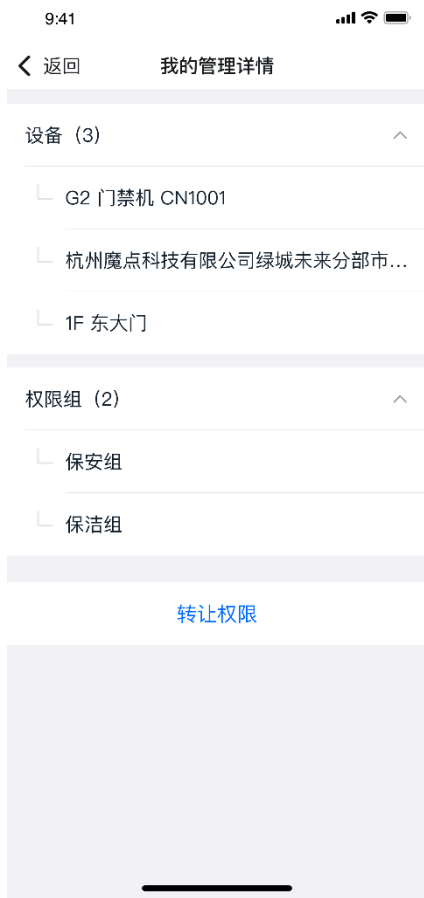 9:41
返回
我的管理详情
设备（3）
G2 门禁机 CN1001
杭州魔点科技有限公司绿城未来分部市...
1F 东大门
权限组（2）
保安组
保洁组
转让权限